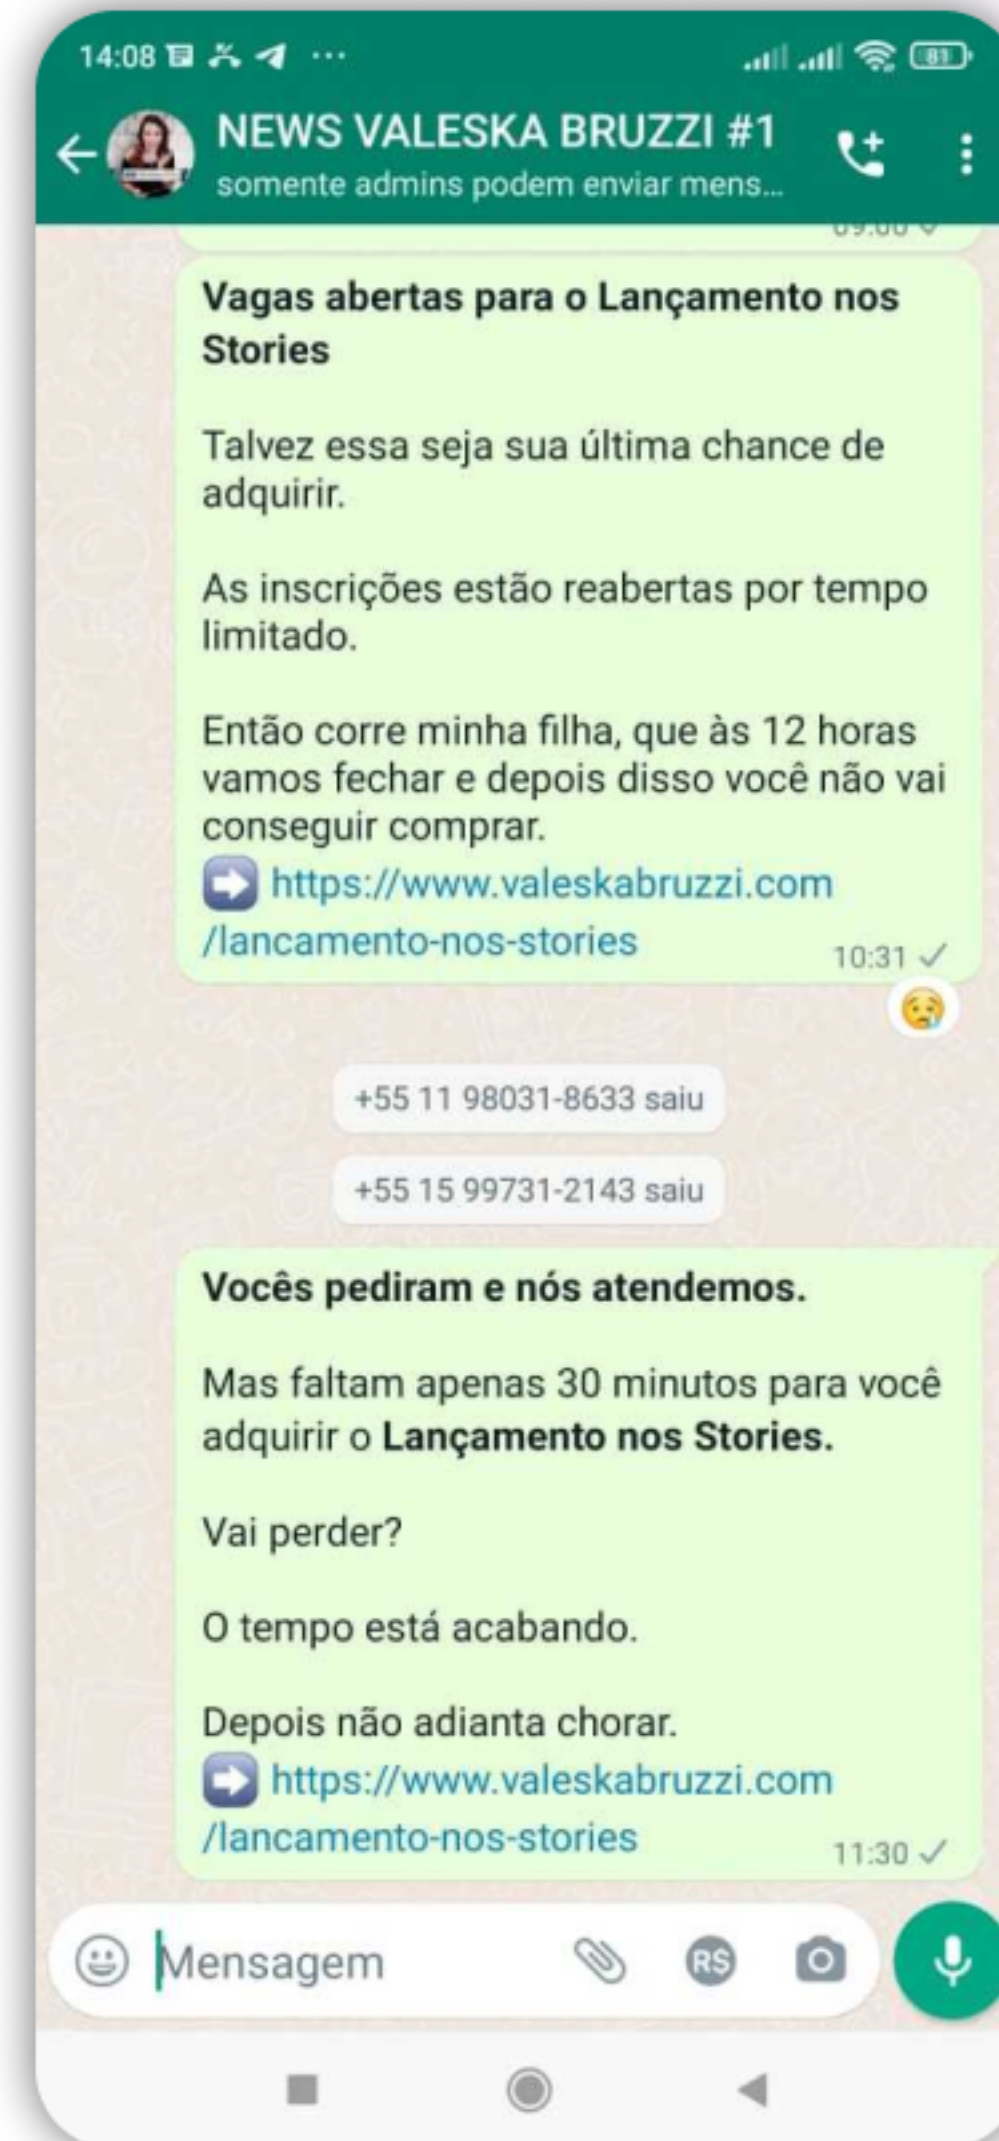 14:08
81
NEWS VALESKA BRUZZI #1
somente admins podem enviar mens...
09:00
Vagas abertas para o Lançamento nos
Stories
Talvez essa seja sua última chance de
adquirir.
As inscrições estão reabertas por tempo
limitado.
Então corre minha filha, que às 12 horas
vamos fechar e depois disso você não vai
conseguir comprar.
➡️ https://www.valeskabruzzi.com
/lancamento-nos-stories
10:31
+55 11 98031-8633 saiu
+55 15 99731-2143 saiu
Vocês pediram e nós atendemos.
Mas faltam apenas 30 minutos para você
adquirir o Lançamento nos Stories.
Vai perder?
O tempo está acabando.
Depois não adianta chorar.
➡️ https://www.valeskabruzzi.com
/lancamento-nos-stories
11:30
Mensagem
R$